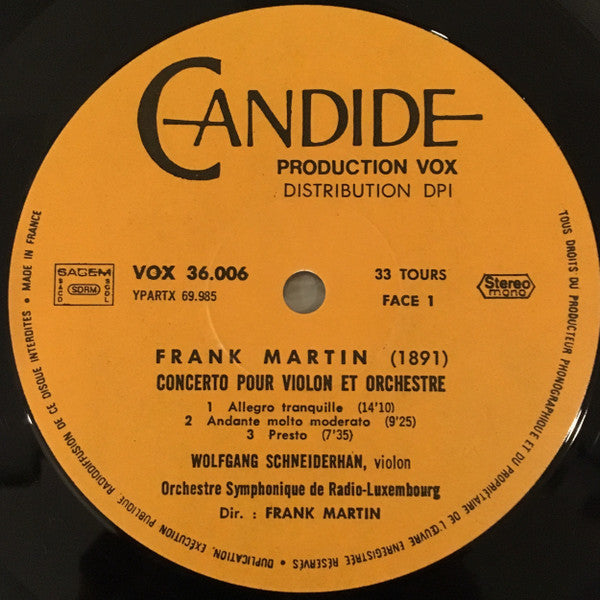 CANDIDE
PRODUCTION VOX
DISTRIBUTION DPI
SACEM
SACD
SDRM
SGDL
VOX 36.006
YPARTX 69.985
33 TOURS
FACE 1
Stereo
mono
FRANK MARTIN (1891)
CONCERTO POUR VIOLON ET ORCHESTRE
1 Allegro tranquille (14'10)
2 Andante molto moderato (9'25)
3 Presto (7'35)
WOLFGANG SCHNEIDERHAN, violon
Orchestre Symphonique de Radio-Luxembourg
Dir. : FRANK MARTIN
TOUS DROITS DU PRODUCTEUR PHONOGRAPHIQUE ET DU PROPRIÉTAIRE DE L'ŒUVRE ENREGISTRÉE RÉSERVÉS • DUPLICATION, EXÉCUTION PUBLIQUE, RADIODIFFUSION DE CE DISQUE INTERDITES • MADE IN FRANCE